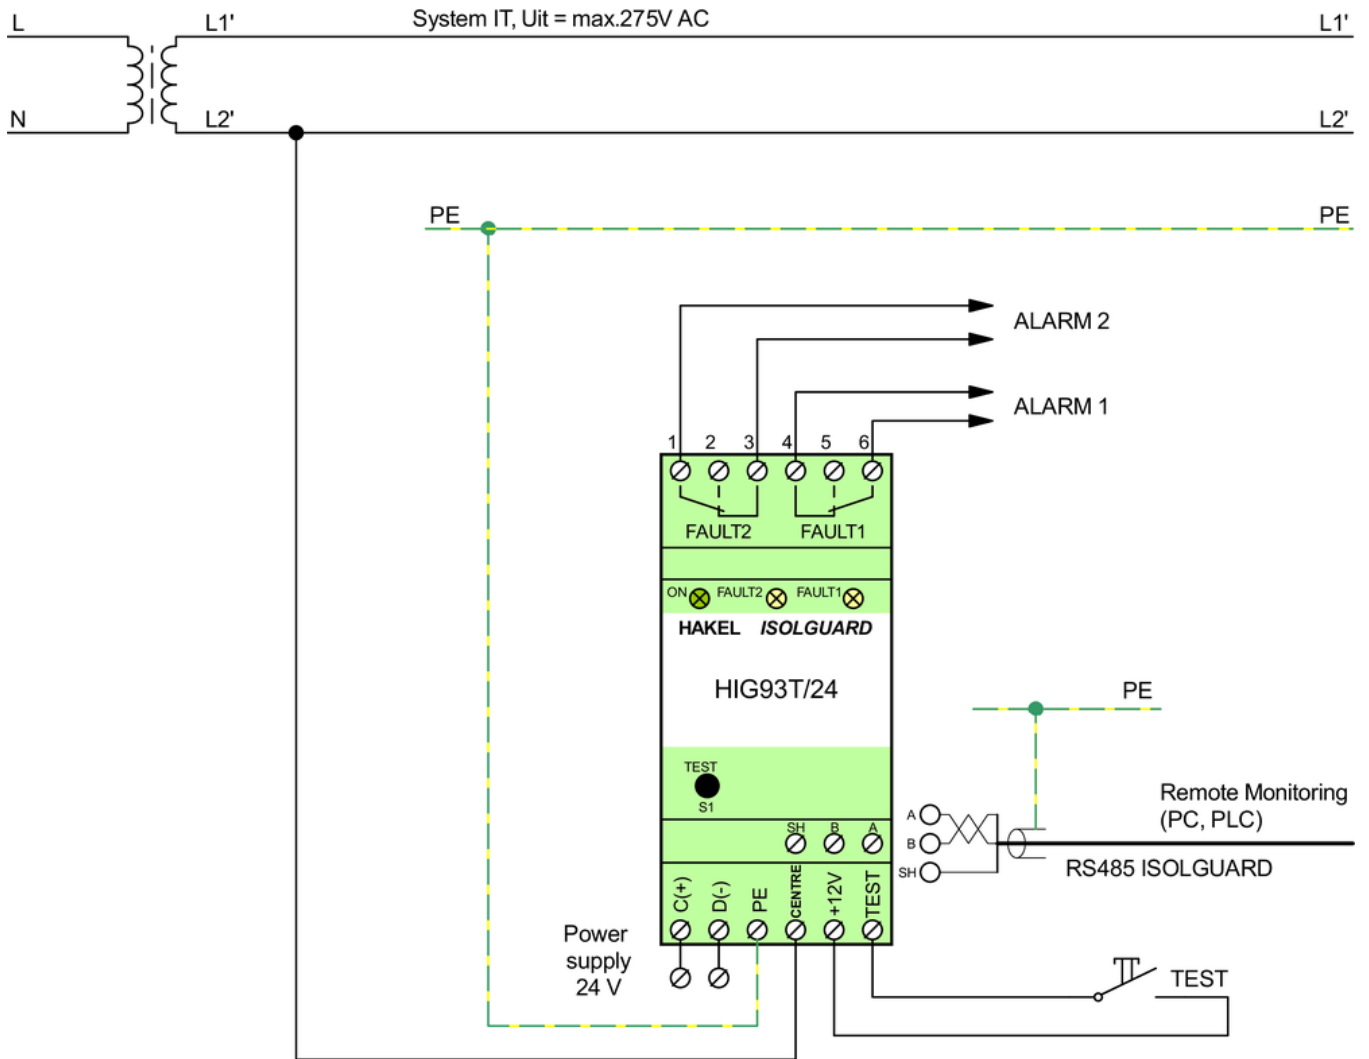 L L1' System IT, Uit = max.275V AC L1'
N L2' L2'
PE PE
ALARM 2
ALARM 1
1 2 3 4 5 6
FAULT2 FAULT1
ON FAULT2 FAULT1
HAKEL ISOLGUARD
HIG93T/24
PE
TEST
S1
Remote Monitoring
(PC, PLC)
RS485 ISOLGUARD
A
B
SH
SH B A
C(+) D(-) PE CENTRE +12V TEST
Power
supply
24 V
TEST